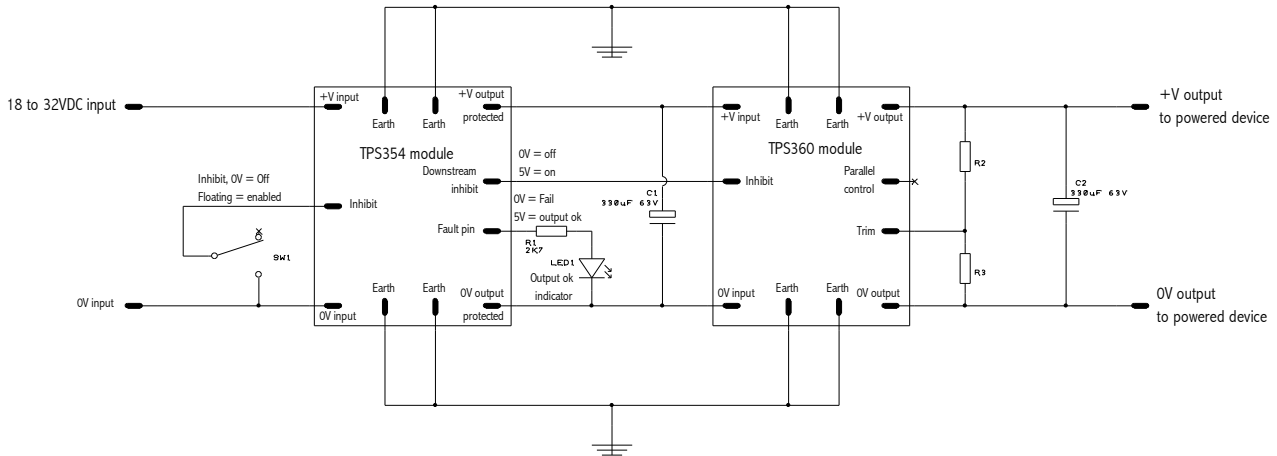 18 to 32VDC input
+V input
Earth
Earth
+V output
protected
TPS354 module
Downstream
inhibit
0V = off
5V = on
Inhibit, 0V = Off
Floating = enabled
Inhibit
0V = Fail
5V = output ok
Fault pin
R1
2K7
LED1
Output ok
indicator
C1
330uF 63V
SW1
0V input
0V input
Earth
Earth
0V output
protected
+V input
Earth
Earth
+V output
TPS360 module
Inhibit
Parallel
control
Trim
0V input
Earth
Earth
0V output
R2
R3
C2
330uF 63V
+V output
to powered device
0V output
to powered device